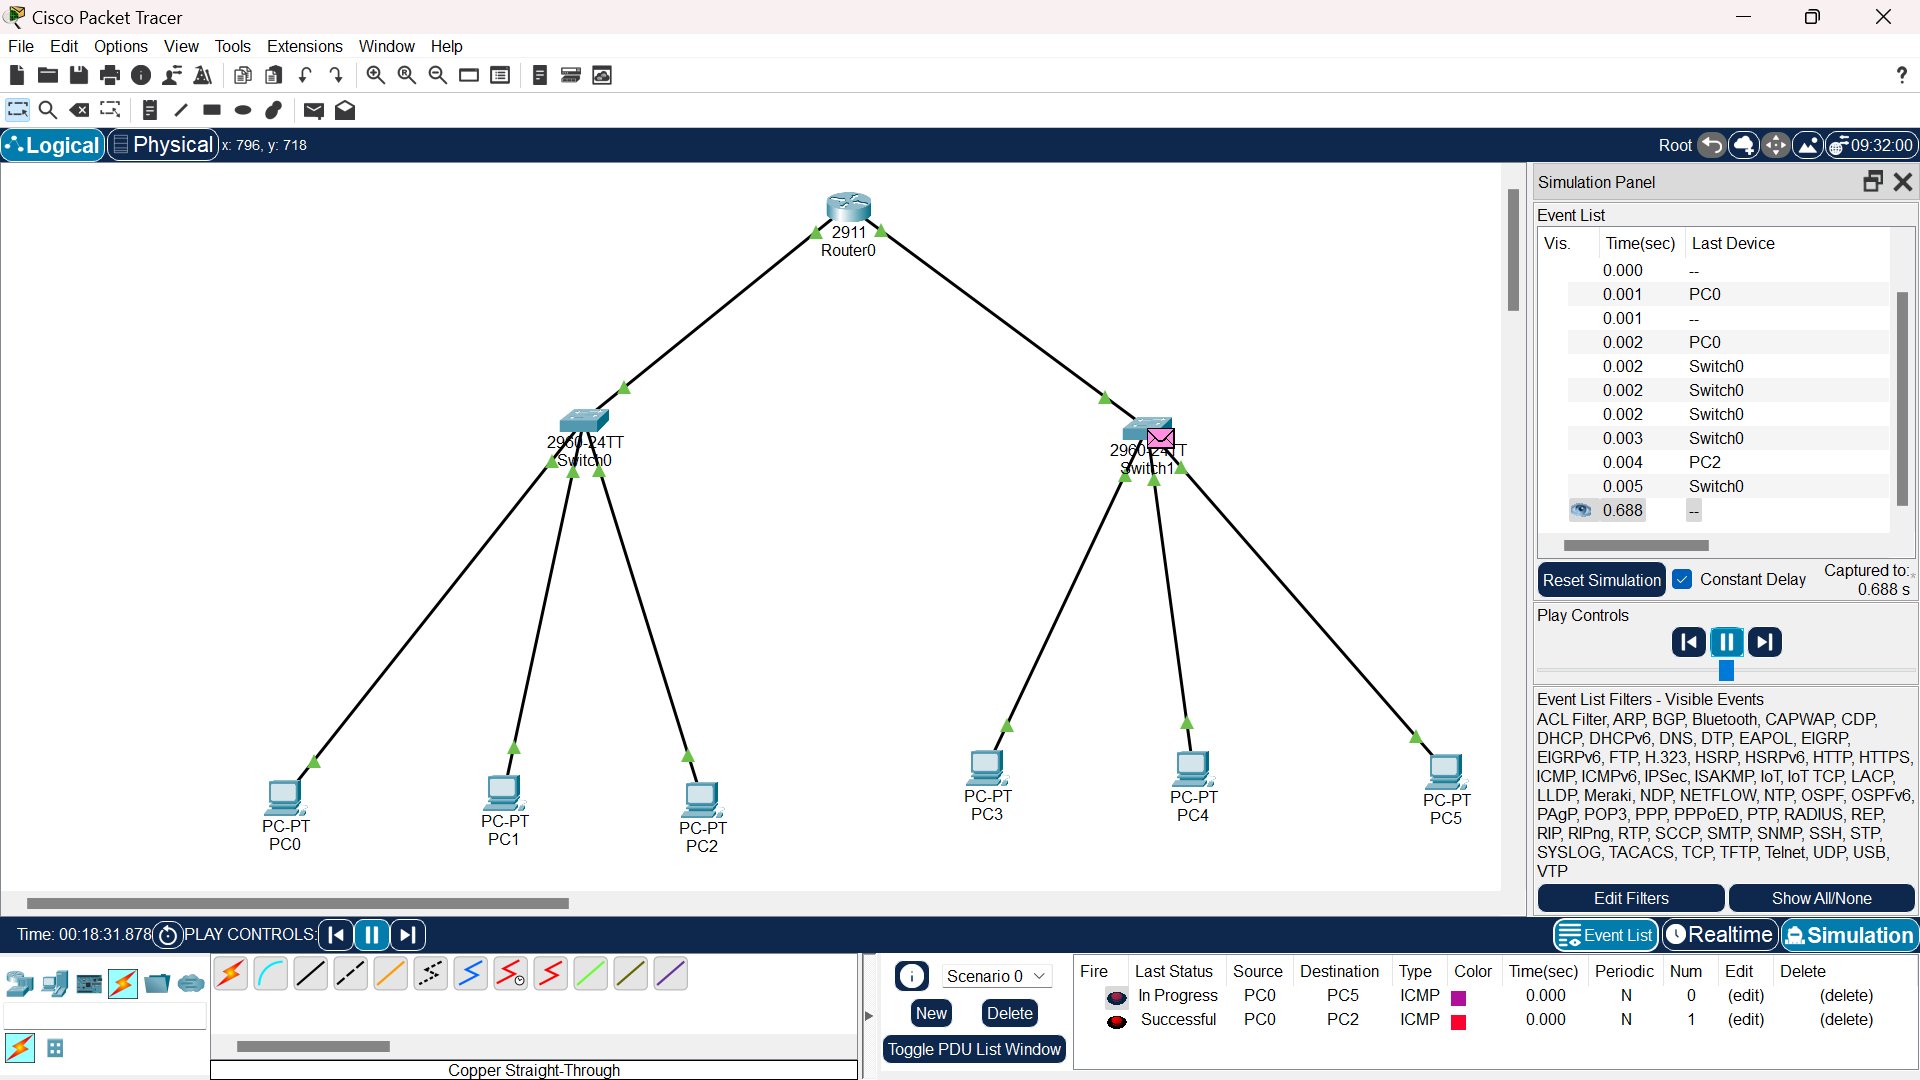 Cisco Packet Tracer
File Edit Options View Tools Extensions Window Help
?
Logical Physical x: 796, y: 718 Root 09:32:00
2911
Router0
2960-24TT
Switch0
2960-24TT
Switch1
PC-PT
PC0
PC-PT
PC1
PC-PT
PC2
PC-PT
PC3
PC-PT
PC4
PC-PT
PC5
Simulation Panel
Event List
Vis. Time(sec) Last Device
0.000 --
0.001 PC0
0.001 --
0.002 PC0
0.002 Switch0
0.002 Switch0
0.002 Switch0
0.003 Switch0
0.004 PC2
0.005 Switch0
0.688 --
Reset Simulation Constant Delay Captured to:*
0.688 s
Play Controls
Event List Filters - Visible Events
ACL Filter, ARP, BGP, Bluetooth, CAPWAP, CDP,
DHCP, DHCPv6, DNS, DTP, EAPOL, EIGRP,
EIGRPv6, FTP, H.323, HSRP, HSRPv6, HTTP, HTTPS,
ICMP, ICMPv6, IPSec, ISAKMP, IoT, IoT TCP, LACP,
LLDP, Meraki, NDP, NETFLOW, NTP, OSPF, OSPFv6,
PAgP, POP3, PPP, PPPoED, PTP, RADIUS, REP,
RIP, RIPng, RTP, SCCP, SMTP, SNMP, SSH, STP,
SYSLOG, TACACS, TCP, TFTP, Telnet, UDP, USB,
VTP
Edit Filters Show All/None
Time: 00:18:31.878 PLAY CONTROLS: Event List Realtime Simulation
Copper Straight-Through
Scenario 0
New Delete
Toggle PDU List Window
Fire Last Status Source Destination Type Color Time(sec) Periodic Num Edit Delete
In Progress PC0 PC5 ICMP 0.000 N 0 (edit) (delete)
Successful PC0 PC2 ICMP 0.000 N 1 (edit) (delete)